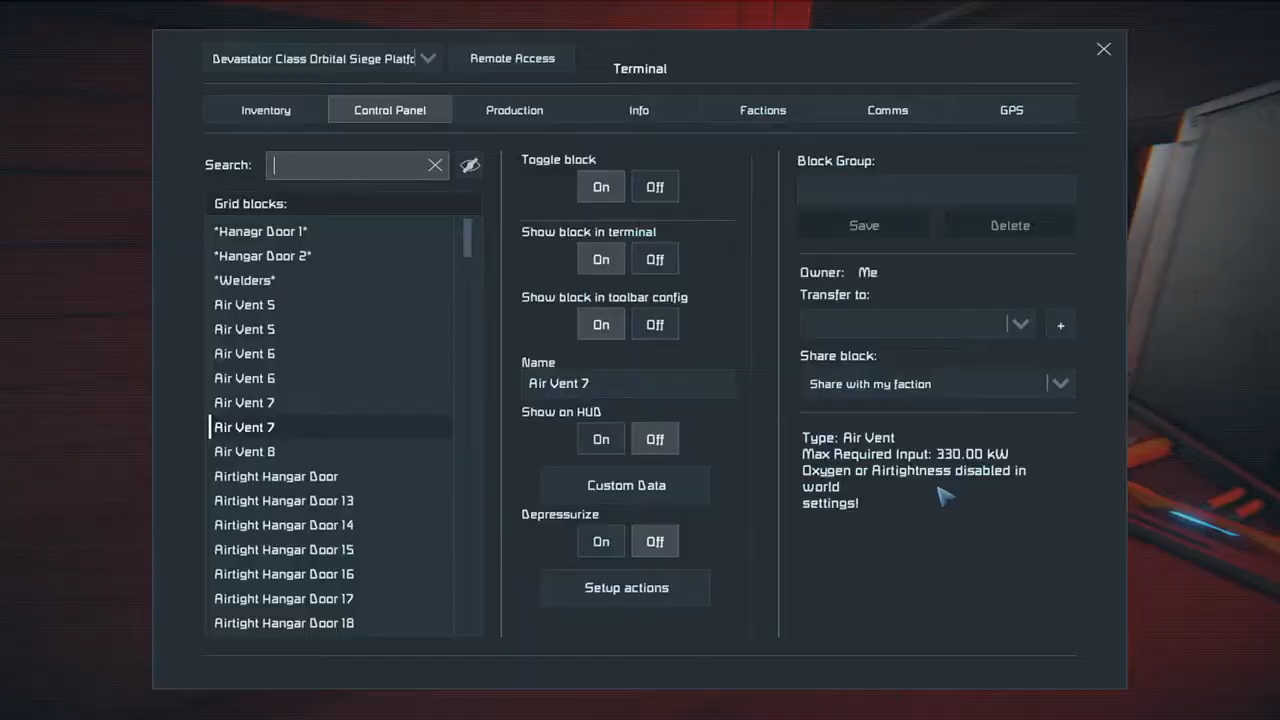 Devastator Class Orbital Siege Platfc
Remote Access
Terminal
Inventory
Control Panel
Production
Info
Factions
Comms
GPS
Search:
Grid blocks:
*Hanagr Door 1*
*Hangar Door 2*
*Welders*
Air Vent 5
Air Vent 5
Air Vent 6
Air Vent 6
Air Vent 7
Air Vent 7
Air Vent 8
Airtight Hangar Door
Airtight Hangar Door 13
Airtight Hangar Door 14
Airtight Hangar Door 15
Airtight Hangar Door 16
Airtight Hangar Door 17
Airtight Hangar Door 18
Toggle block
On Off
Show block in terminal
On Off
Show block in toolbar config
On Off
Name
Air Vent 7
Show on HUD
On Off
Custom Data
Depressurize
On Off
Setup actions
Block Group:
Save Delete
Owner: Me
Transfer to:
+
Share block:
Share with my faction
Type: Air Vent
Max Required Input: 330.00 kW
Oxygen or Airtightness disabled in
world
settings!